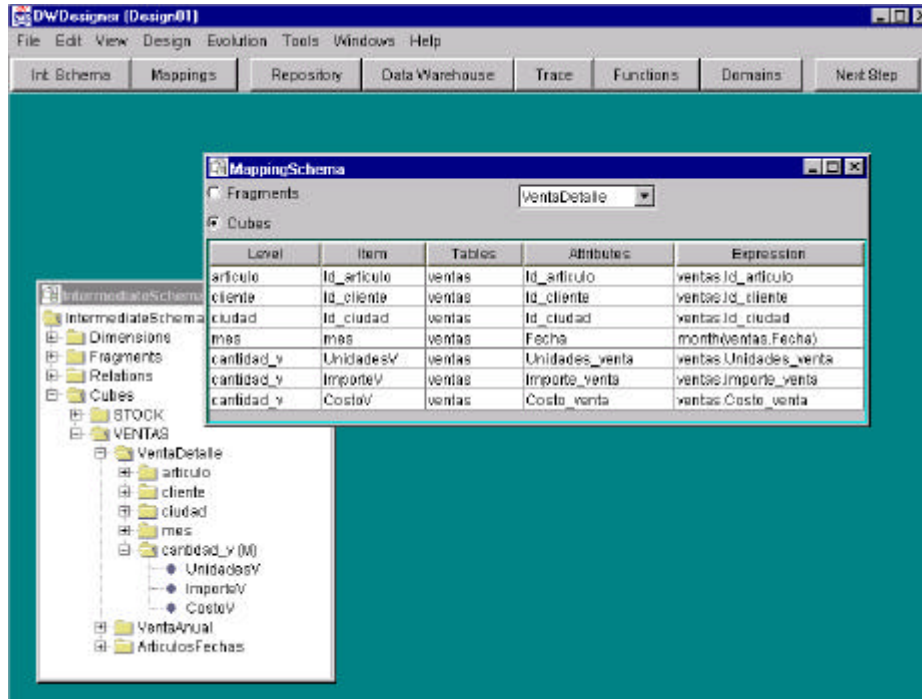 DWDesigner (Design01)
File Edit View Design Evolution Tools Windows Help
Int. Schema Mappings Repository Data Warehouse Trace Functions Domains Next Step
MappingSchema
Fragments VentaDetalle
Cubes
Level Item Tables Attributes Expression
articulo Id_articulo ventas Id_articulo ventas.Id_articulo
cliente Id_cliente ventas Id_cliente ventas.Id_cliente
ciudad Id_ciudad ventas Id_ciudad ventas.Id_ciudad
mes mes ventas Fecha month(ventas.Fecha)
cantidad_v UnidadesV ventas Unidades_venta ventas.Unidades_venta
cantidad_v ImporteV ventas Importe_venta ventas.Importe_venta
cantidad_v CostoV ventas Costo_venta ventas.Costo_venta
IntermediateSchema
IntermediateSchema
Dimensions
Fragments
Relations
Cubes
STOCK
VENTAS
VentaDetalle
articulo
cliente
ciudad
mes
cantidad_v (M)
UnidadesV
ImporteV
CostoV
VentaAnual
ArticulosFechas